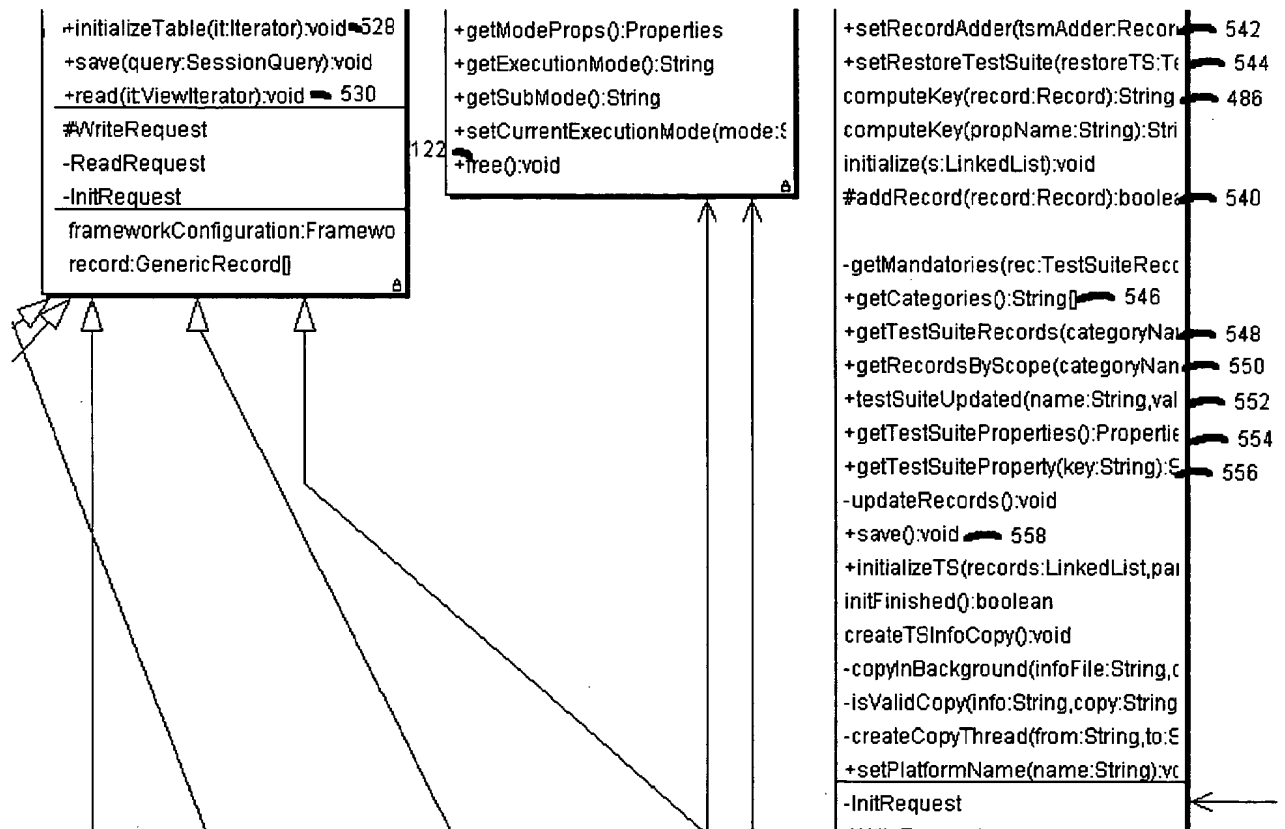 +initializeTable(it:Iterator):void 528
+save(query:SessionQuery):void
+read(it:ViewIterator):void 530
#WriteRequest
-ReadRequest
-InitRequest
frameworkConfiguration:Framewo
record:GenericRecord[]
+getModeProps():Properties
+getExecutionMode():String
+getSubMode():String
+setCurrentExecutionMode(mode:S
122
+free():void
+setRecordAdder(tsmAdder:Recor 542
+setRestoreTestSuite(restoreTS:Te 544
computeKey(record:Record):String 486
computeKey(propName:String):Stri
initialize(s:LinkedList):void
#addRecord(record:Record):boolea 540
-getMandatories(rec:TestSuiteRecc
+getCategories():String[] 546
+getTestSuiteRecords(categoryNar 548
+getRecordsByScope(categoryNan 550
+testSuiteUpdated(name:String,val 552
+getTestSuiteProperties():Propertie 554
+getTestSuiteProperty(key:String):S 556
-updateRecords():void
+save():void 558
+initializeTS(records:LinkedList,par
initFinished():boolean
createTSInfoCopy():void
-copyInBackground(infoFile:String,c
-isValidCopy(info:String,copy:String
-createCopyThread(from:String,to:S
+setPlatformName(name:String):vc
-InitRequest